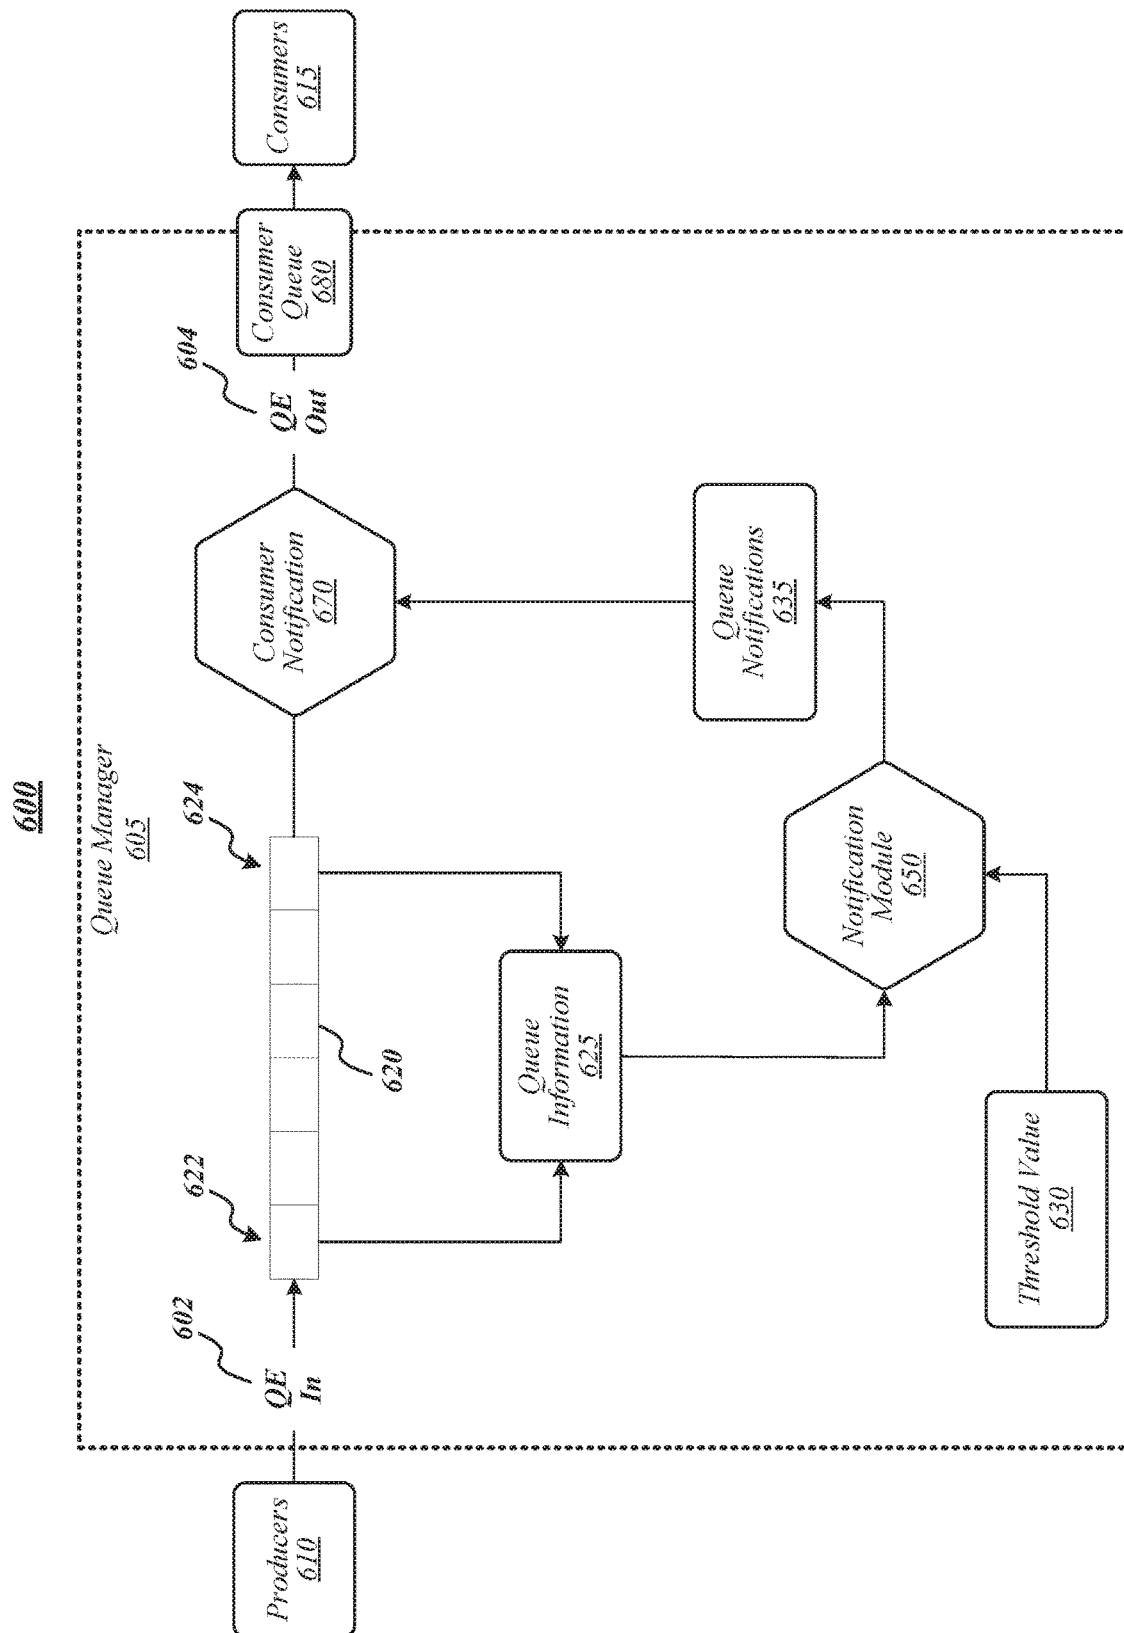 600
Queue Manager
605
Producers
610
602
QE
In
622
620
624
Queue
Information
625
Threshold Value
630
Notification
Module
650
Queue
Notifications
635
Consumer
Notification
670
604
QE
Out
Consumer
Queue
680
Consumers
615